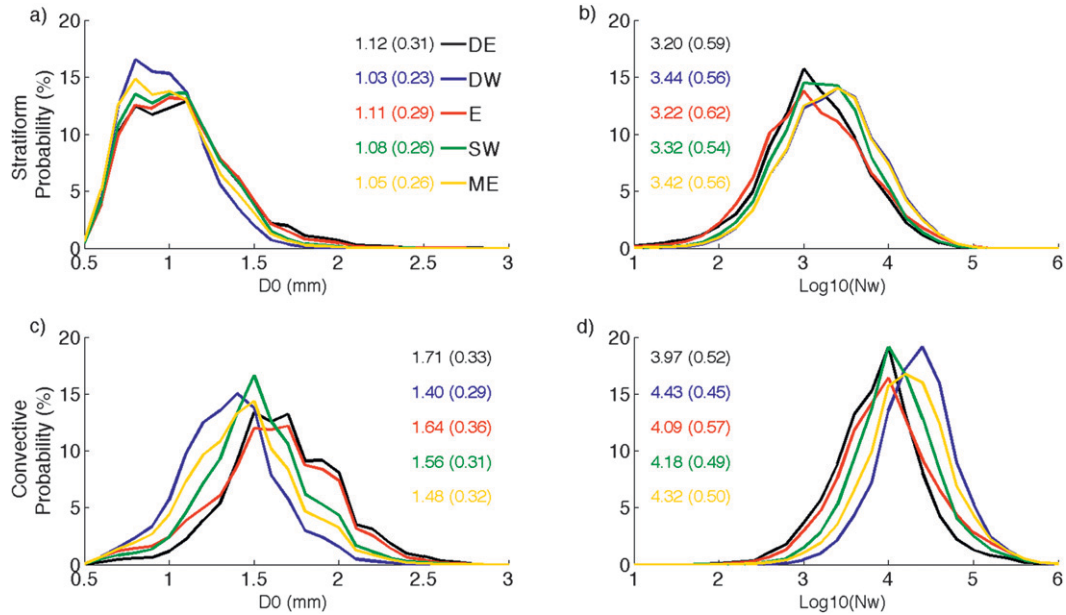 a)
20
15
10
5
0
Stratiform
Probability (%)
1.12 (0.31) DE
1.03 (0.23) DW
1.11 (0.29) E
1.08 (0.26) SW
1.05 (0.26) ME
0.5 1 1.5 2 2.5 3
D0 (mm)
b)
20
15
10
5
0
3.20 (0.59)
3.44 (0.56)
3.22 (0.62)
3.32 (0.54)
3.42 (0.56)
1 2 3 4 5 6
Log10(Nw)
c)
20
15
10
5
0
Convective
Probability (%)
1.71 (0.33)
1.40 (0.29)
1.64 (0.36)
1.56 (0.31)
1.48 (0.32)
0.5 1 1.5 2 2.5 3
D0 (mm)
d)
20
15
10
5
0
3.97 (0.52)
4.43 (0.45)
4.09 (0.57)
4.18 (0.49)
4.32 (0.50)
1 2 3 4 5 6
Log10(Nw)